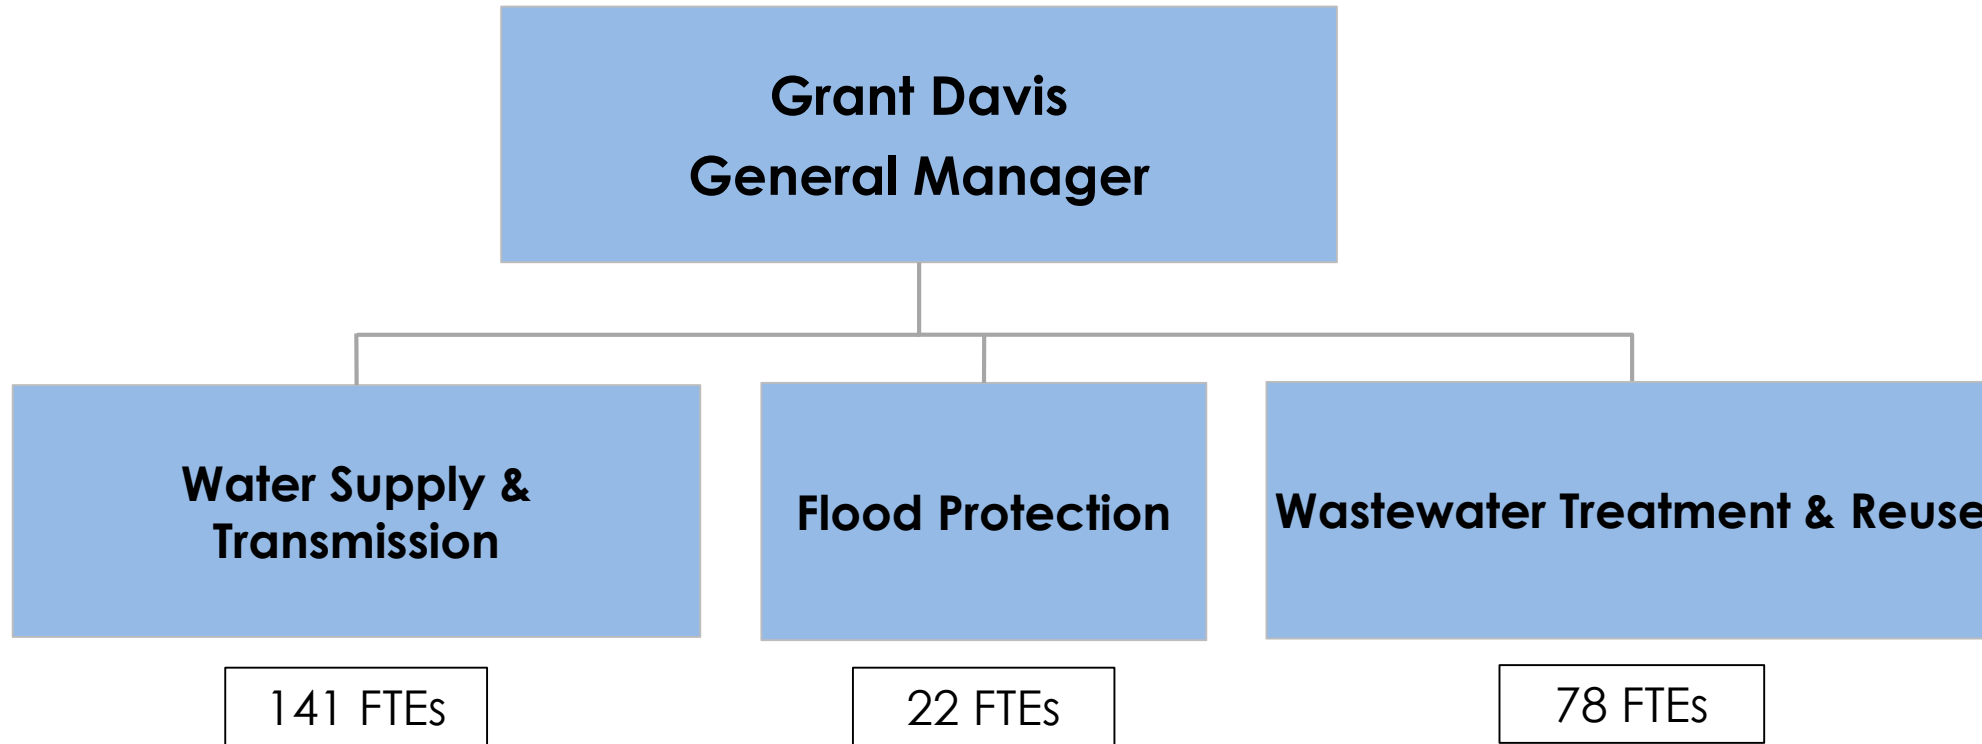 Grant Davis
General Manager
Water Supply &
Transmission
Flood Protection
Wastewater Treatment & Reuse
141 FTEs
22 FTEs
78 FTEs